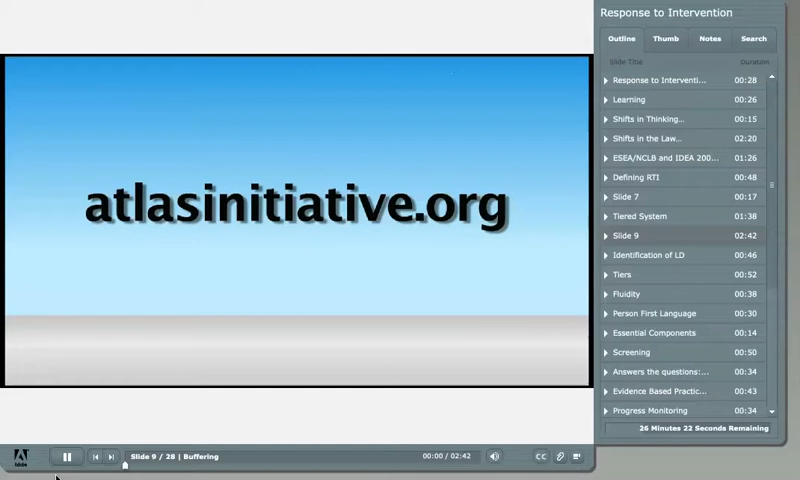 Response to Intervention
Outline Thumb Notes Search
Slide Title Duration
Response to Interventi... 00:28
Learning 00:26
Shifts in Thinking... 00:15
Shifts in the Law... 02:20
ESEA/NCLB and IDEA 200... 01:26
Defining RTI 00:48
Slide 7 00:17
Tiered System 01:38
Slide 9 02:42
Identification of LD 00:46
Tiers 00:52
Fluidity 00:38
Person First Language 00:30
Essential Components 00:14
Screening 00:50
Answers the questions:... 00:34
Evidence Based Practic... 00:43
Progress Monitoring 00:34
26 Minutes 22 Seconds Remaining
atlasinitiative.org
Adobe
Slide 9 / 28 | Buffering 00:00 / 02:42 CC